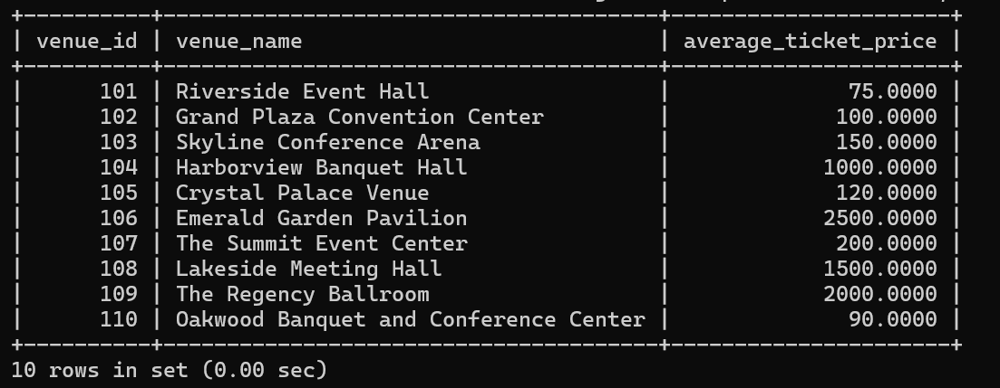 +-----------+---------------------------------------+----------------------+
| venue_id | venue_name                            | average_ticket_price |
+-----------+---------------------------------------+----------------------+
|      101 | Riverside Event Hall                  |              75.0000 |
|      102 | Grand Plaza Convention Center         |             100.0000 |
|      103 | Skyline Conference Arena              |             150.0000 |
|      104 | Harborview Banquet Hall               |            1000.0000 |
|      105 | Crystal Palace Venue                  |             120.0000 |
|      106 | Emerald Garden Pavilion               |            2500.0000 |
|      107 | The Summit Event Center               |             200.0000 |
|      108 | Lakeside Meeting Hall                 |            1500.0000 |
|      109 | The Regency Ballroom                  |            2000.0000 |
|      110 | Oakwood Banquet and Conference Center |              90.0000 |
+-----------+---------------------------------------+----------------------+
10 rows in set (0.00 sec)